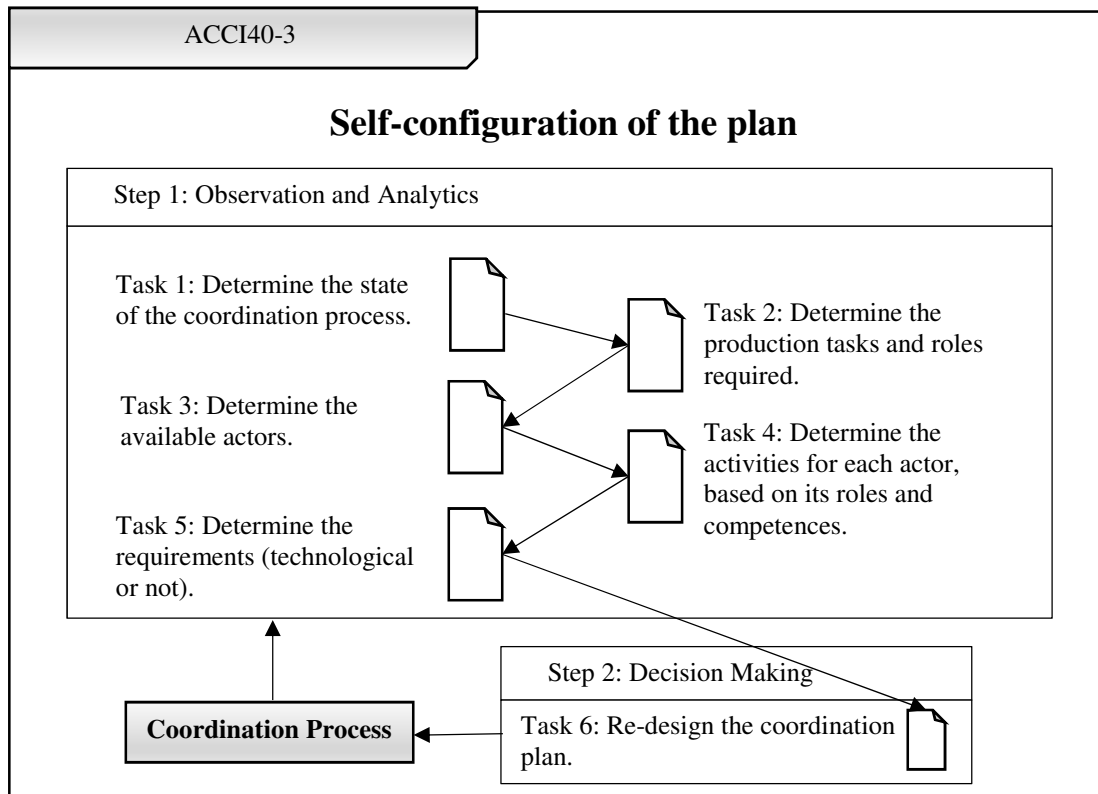 ACCI40-3
Self-configuration of the plan
Step 1: Observation and Analytics
Task 1: Determine the state
of the coordination process.
Task 2: Determine the
production tasks and roles
required.
Task 3: Determine the
available actors.
Task 4: Determine the
activities for each actor,
based on its roles and
competences.
Task 5: Determine the
requirements (technological
or not).
Step 2: Decision Making
Task 6: Re-design the coordination
plan.
Coordination Process